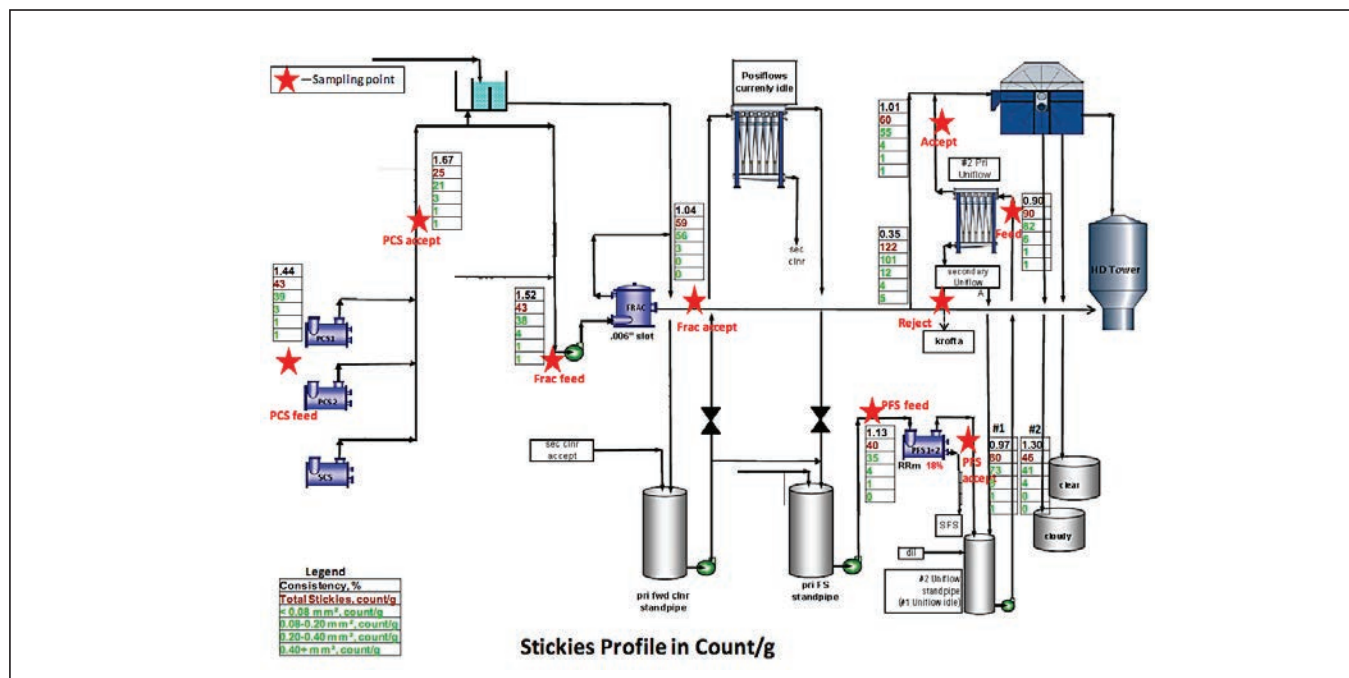 —Sampling point
Posiflows
currenly idle
1.01
60
55
4
1
1
Accept
#2 Pri
Uniflow
1.67
25
21
3
1
1
PCS accept
1.04
59
56
3
0
0
sec
clnr
0.90
90
82
6
1
1
Feed
0.35
122
101
12
4
5
secondary
Uniflow
A
HD Tower
1.44
43
39
3
1
1
PCS1
1.52
43
38
4
1
1
FRAC
.006" slot
Frac accept
Reject
krofta
PCS feed
PCS2
Frac feed
PFS feed
1.13
40
35
4
1
0
PFS1+2
RRm 18%
PFS
accept
#1 #2
0.97 1.30
80 46
73 41
4
1 0
1 0
sec clnr
accept
SCS
clear
cloudy
SFS
dil
#2 Uniflow
standpipe
(#1 Uniflow idle)
pri fwd clnr
standpipe
pri FS
standpipe
Legend
Consistency, %
Total Stickies, count/g
< 0.08 mm², count/g
0.08-0.20 mm², count/g
0.20-0.40 mm², count/g
0.40+ mm², count/g
Stickies Profile in Count/g